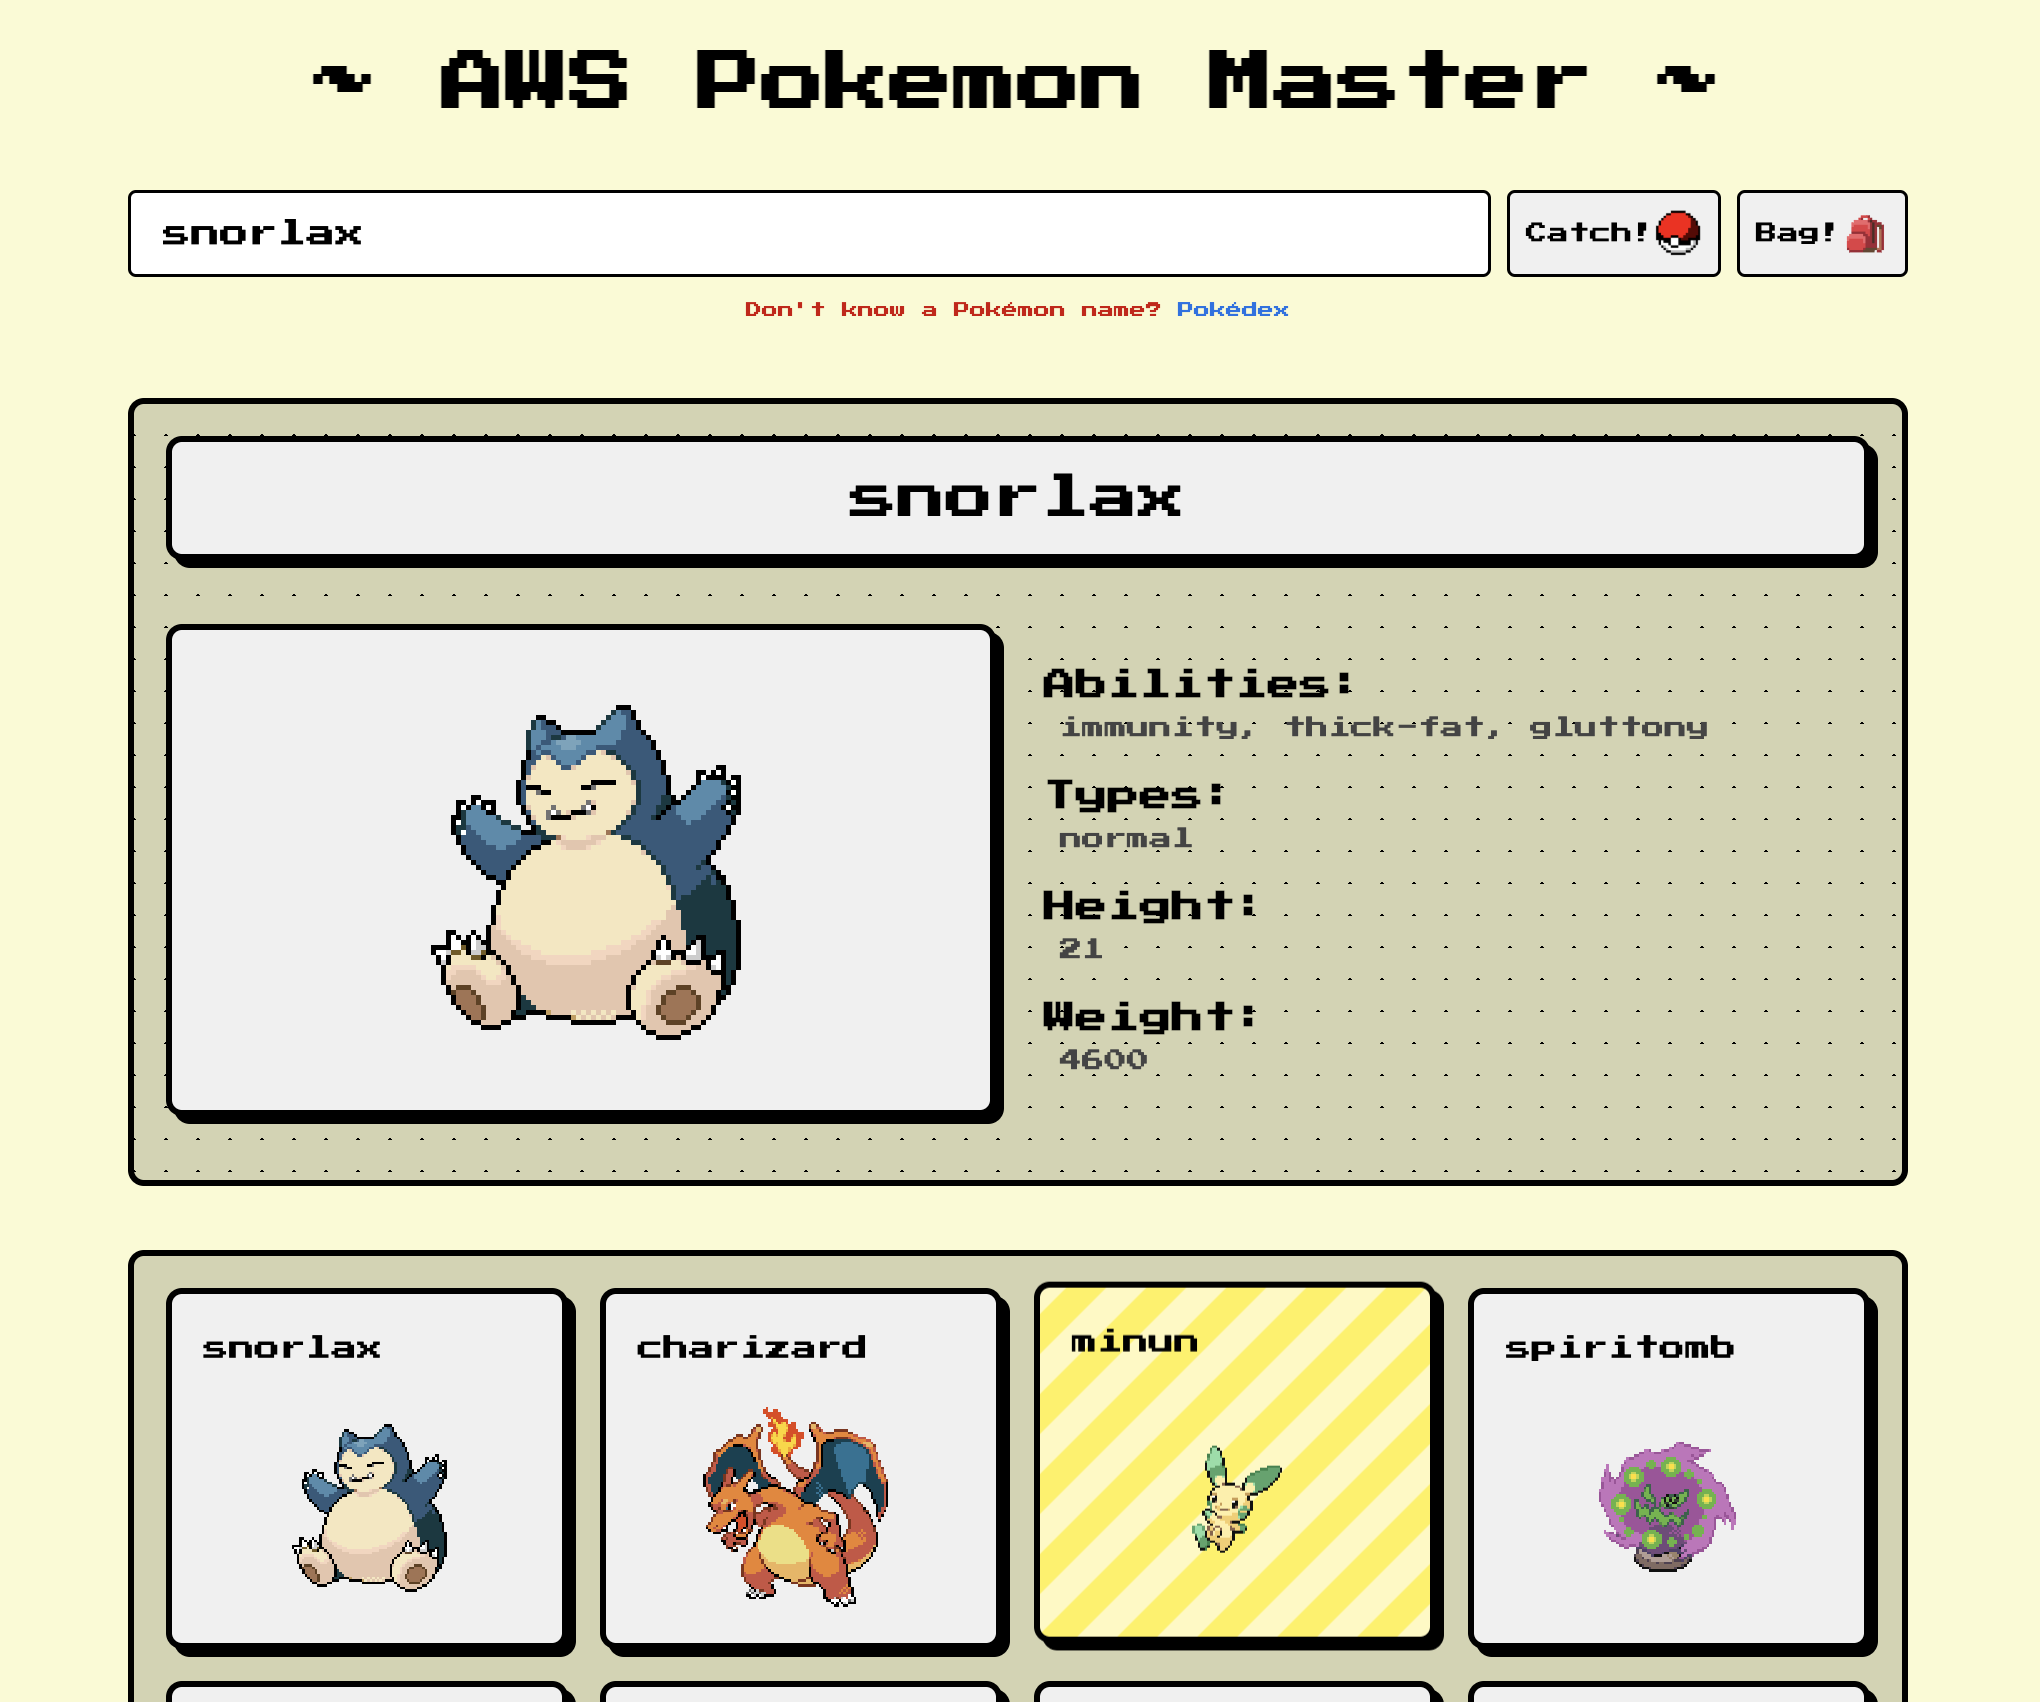 ~ AWS Pokemon Master ~
snorlax
Catch!
Bag!
Don't know a Pokémon name? Pokédex
snorlax
Abilities:
immunity, thick-fat, gluttony
Types:
normal
Height:
21
Weight:
4600
snorlax
charizard
minun
spiritomb